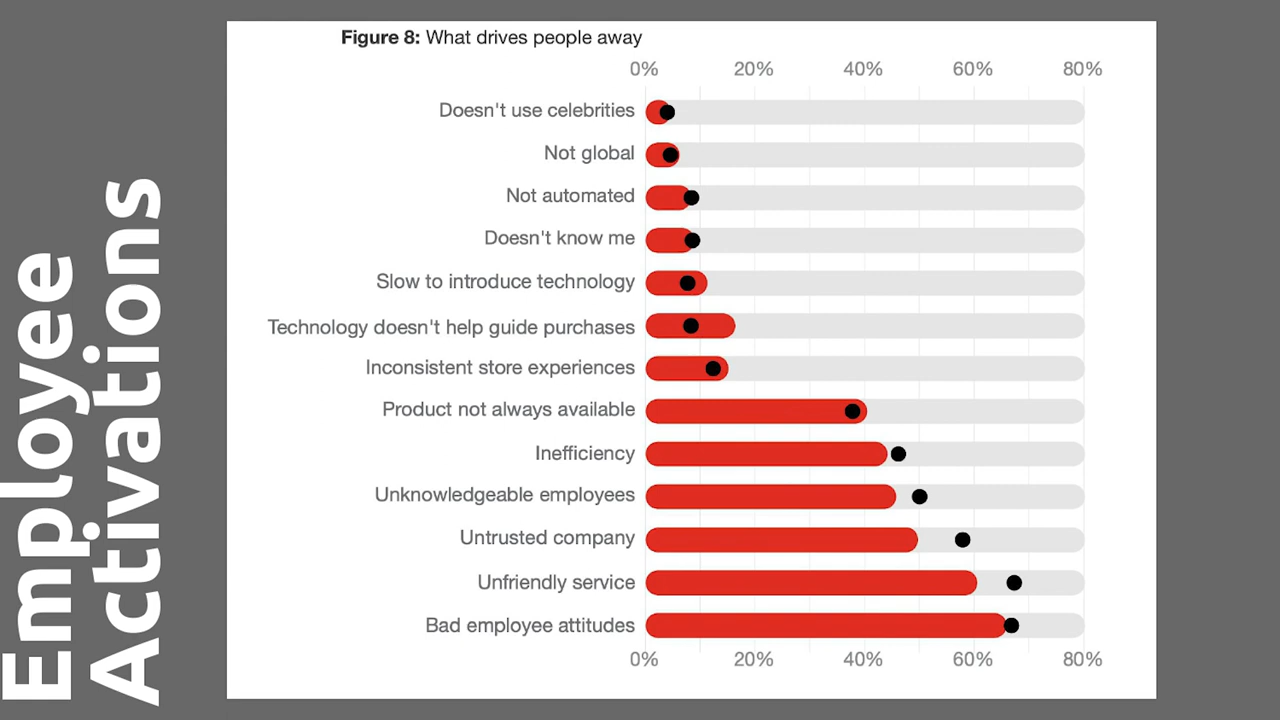 Employee
Activations
Figure 8: What drives people away
0% 20% 40% 60% 80%
Doesn't use celebrities
Not global
Not automated
Doesn't know me
Slow to introduce technology
Technology doesn't help guide purchases
Inconsistent store experiences
Product not always available
Inefficiency
Unknowledgeable employees
Untrusted company
Unfriendly service
Bad employee attitudes
0% 20% 40% 60% 80%